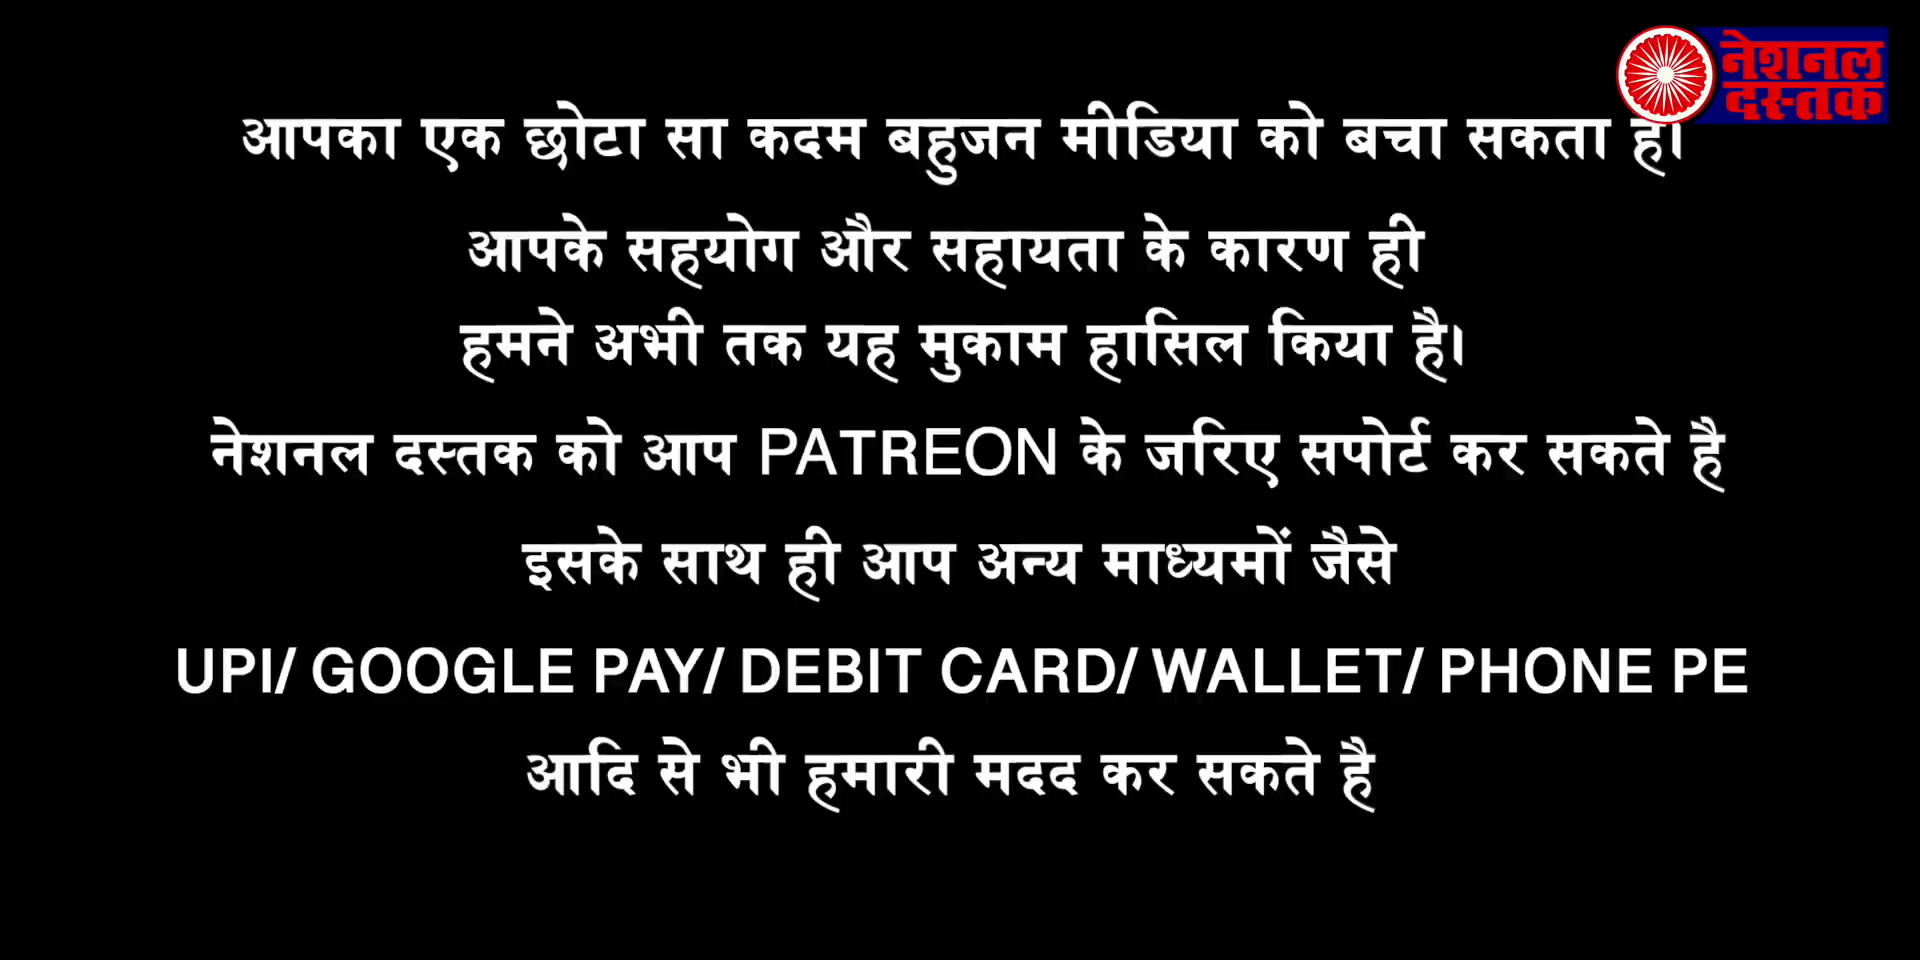 नेशनल
दस्तक
आपका एक छोटा सा कदम बहुजन मीडिया को बचा सकता है।
आपके सहयोग और सहायता के कारण ही
हमने अभी तक यह मुकाम हासिल किया है।
नेशनल दस्तक को आप PATREON के जरिए सपोर्ट कर सकते है
इसके साथ ही आप अन्य माध्यमों जैसे
UPI/ GOOGLE PAY/ DEBIT CARD/ WALLET/ PHONE PE
आदि से भी हमारी मदद कर सकते है